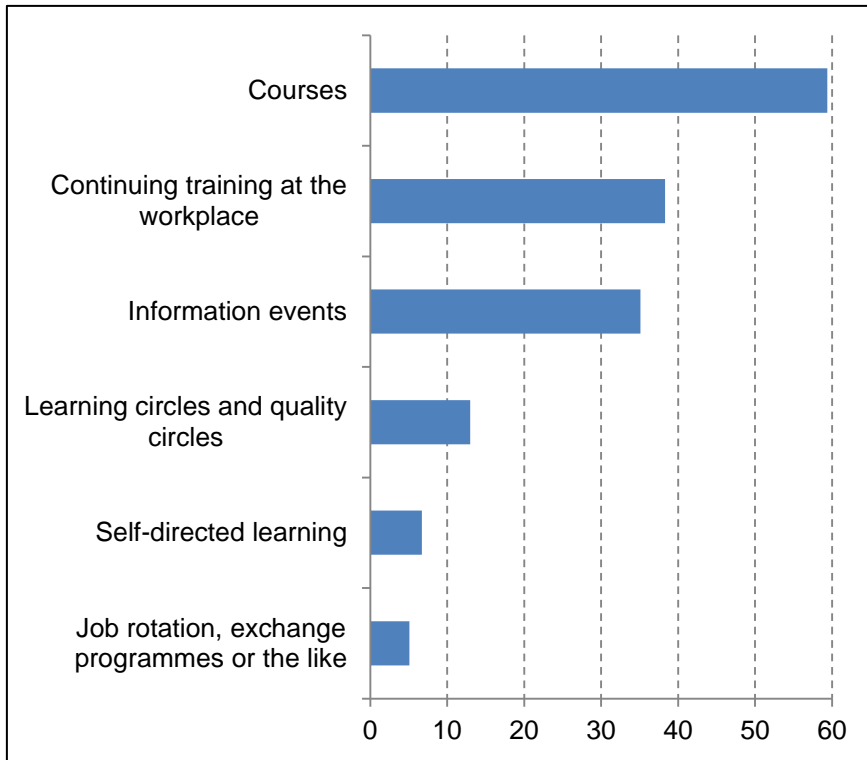 Courses
Continuing training at the
workplace
Information events
Learning circles and quality
circles
Self-directed learning
Job rotation, exchange
programmes or the like
0 10 20 30 40 50 60